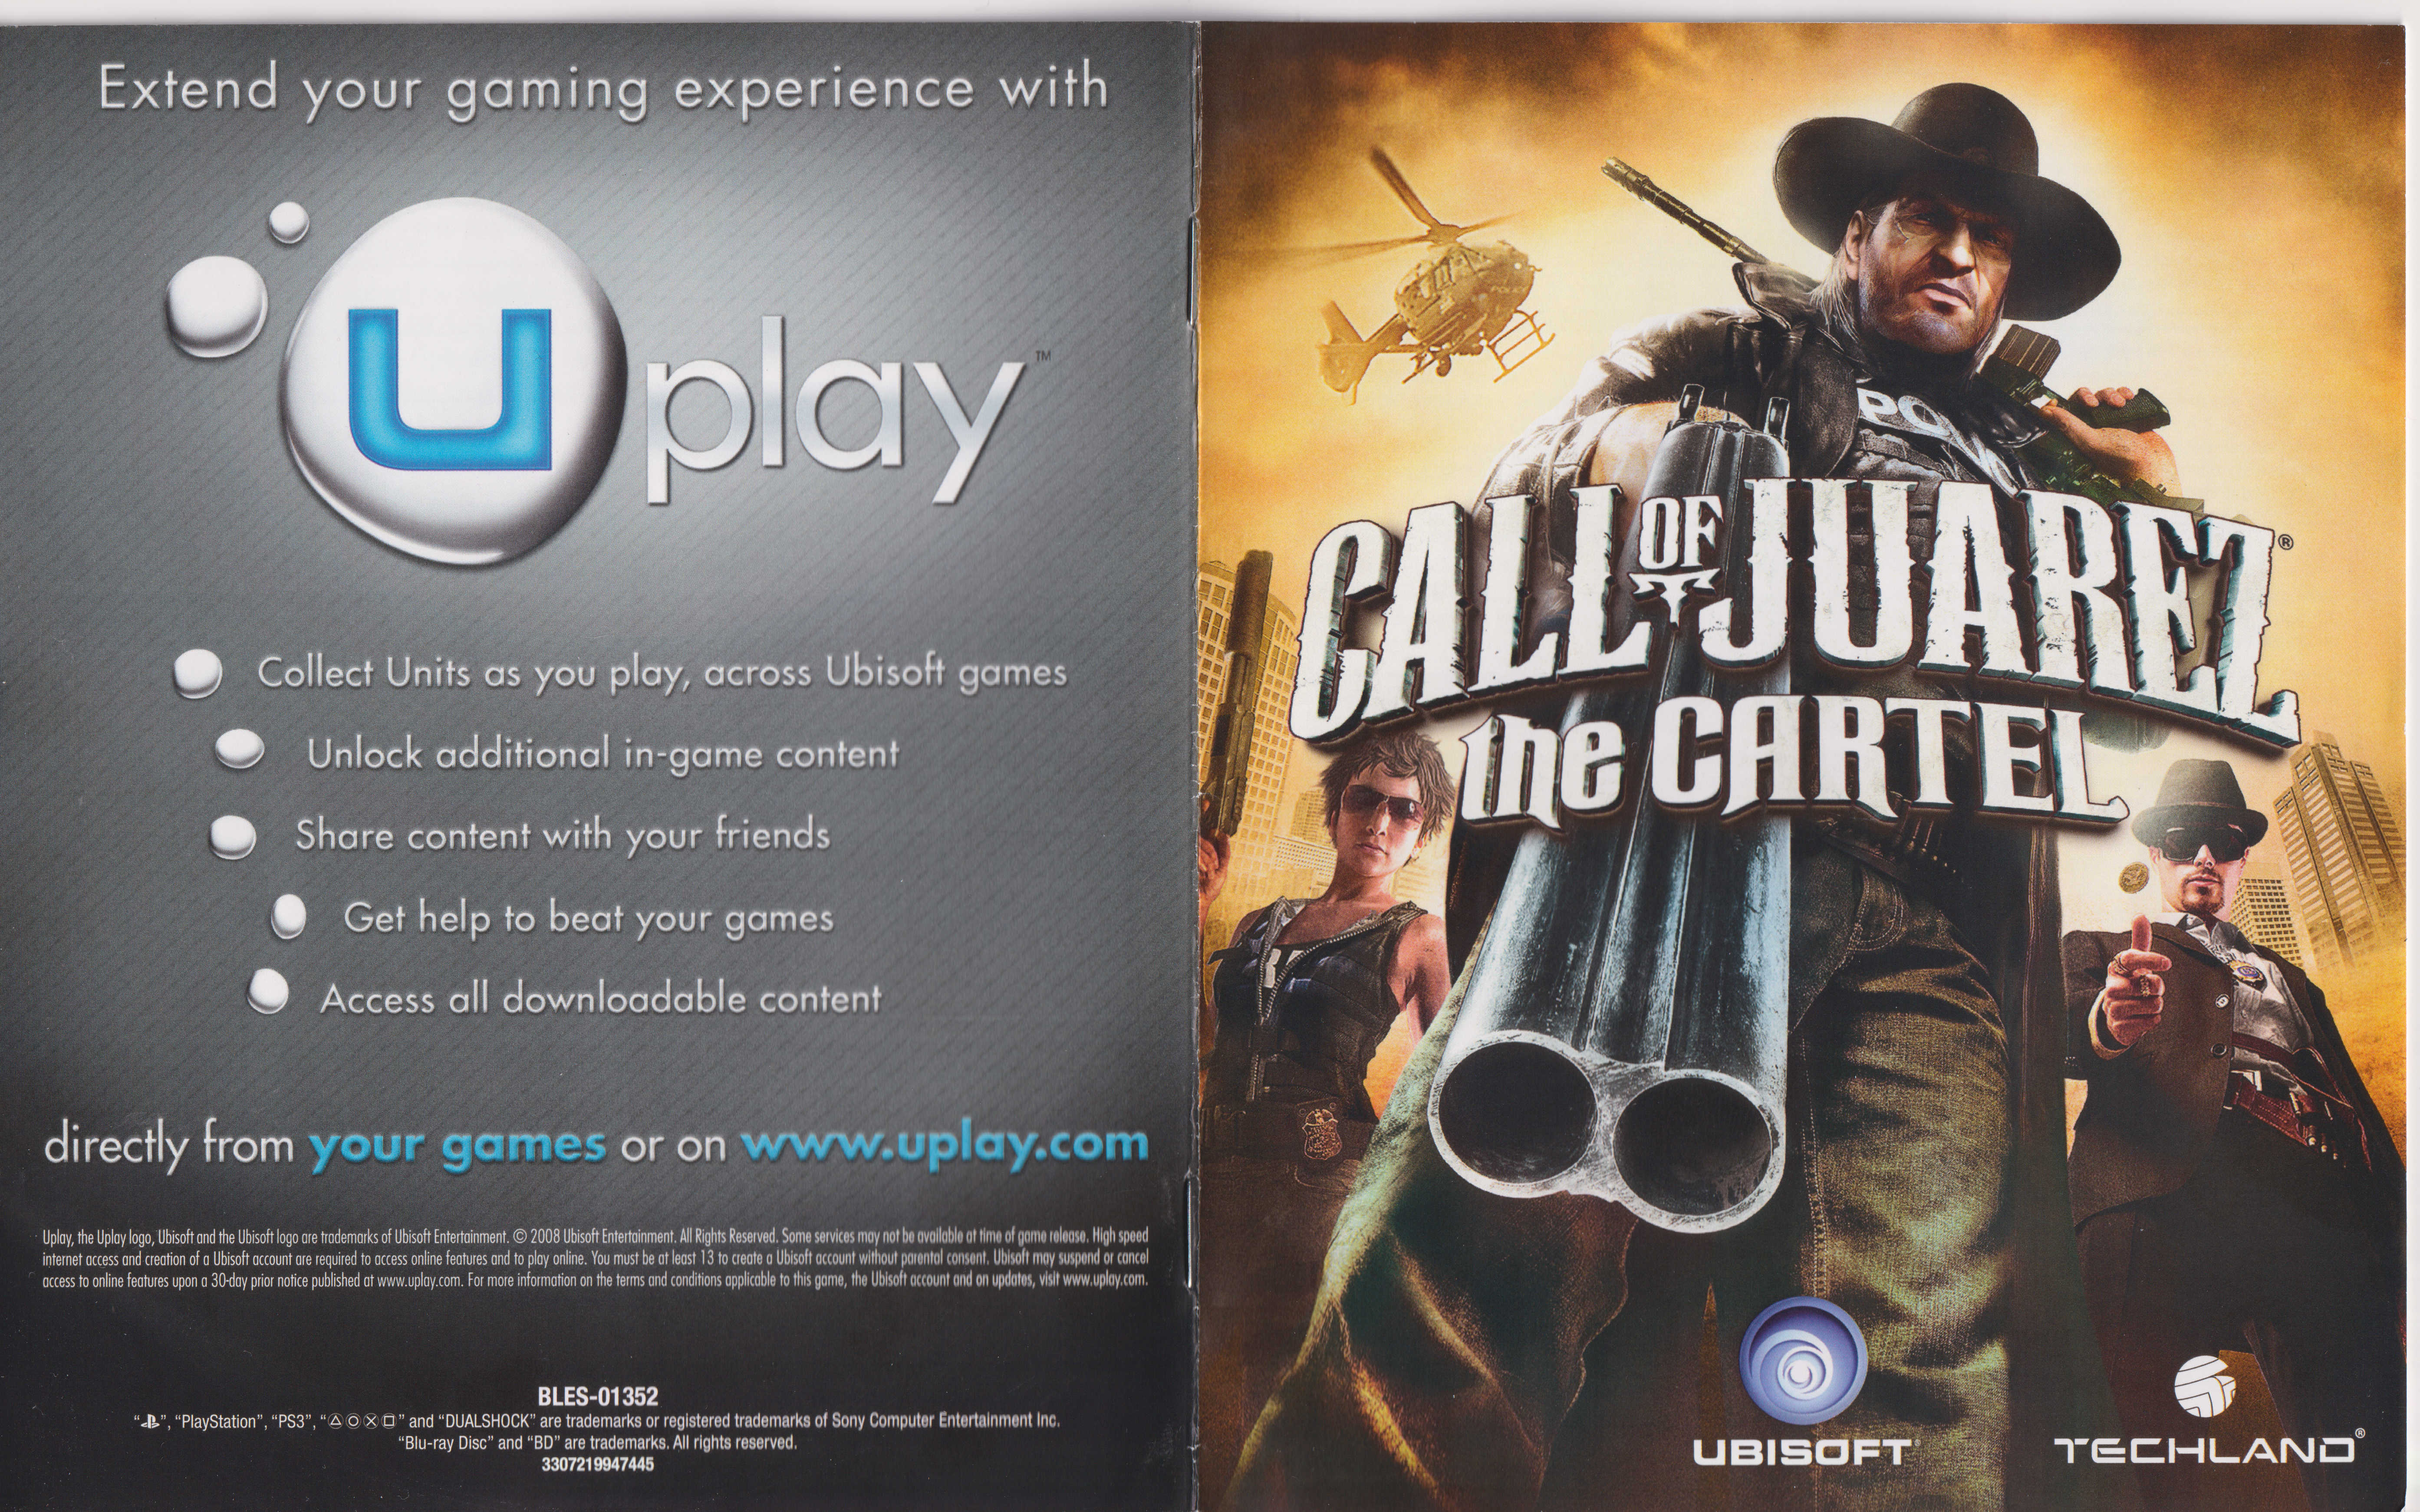 Extend your gaming experience with
u play™
Collect Units as you play, across Ubisoft games
Unlock additional in-game content
Share content with your friends
Get help to beat your games
Access all downloadable content
directly from your games or on www.uplay.com
Uplay, the Uplay logo, Ubisoft and the Ubisoft logo are trademarks of Ubisoft Entertainment. © 2008 Ubisoft Entertainment. All Rights Reserved. Some services may not be available at time of game release. High speed
internet access and creation of a Ubisoft account are required to access online features and to play online. You must be at least 13 to create a Ubisoft account without parental consent. Ubisoft may suspend or cancel
access to online features upon a 30-day prior notice published at www.uplay.com. For more information on the terms and conditions applicable to this game, the Ubisoft account and on updates, visit www.uplay.com.
BLES-01352
“PS”, “PlayStation”, “PS3”, “△○✕□” and “DUALSHOCK” are trademarks or registered trademarks of Sony Computer Entertainment Inc.
“Blu-ray Disc” and “BD” are trademarks. All rights reserved.
3307219947445
POLICE
PO
CALL OF JUAREZ®
the CARTEL
UBISOFT®
TECHLAND®